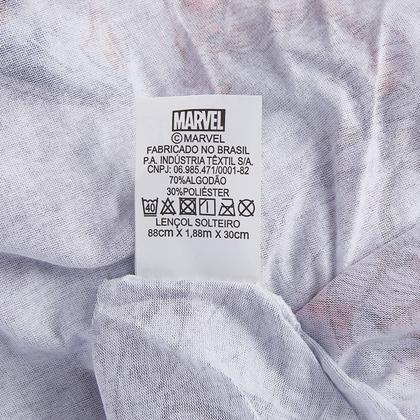 MARVEL
©MARVEL
FABRICADO NO BRASIL
P.A. INDÚSTRIA TÊXTIL S/A.
CNPJ: 06.985.471/0001-82
70%ALGODÃO
30%POLIÉSTER
40
LENÇOL SOLTEIRO
88cm X 1,88m X 30cm